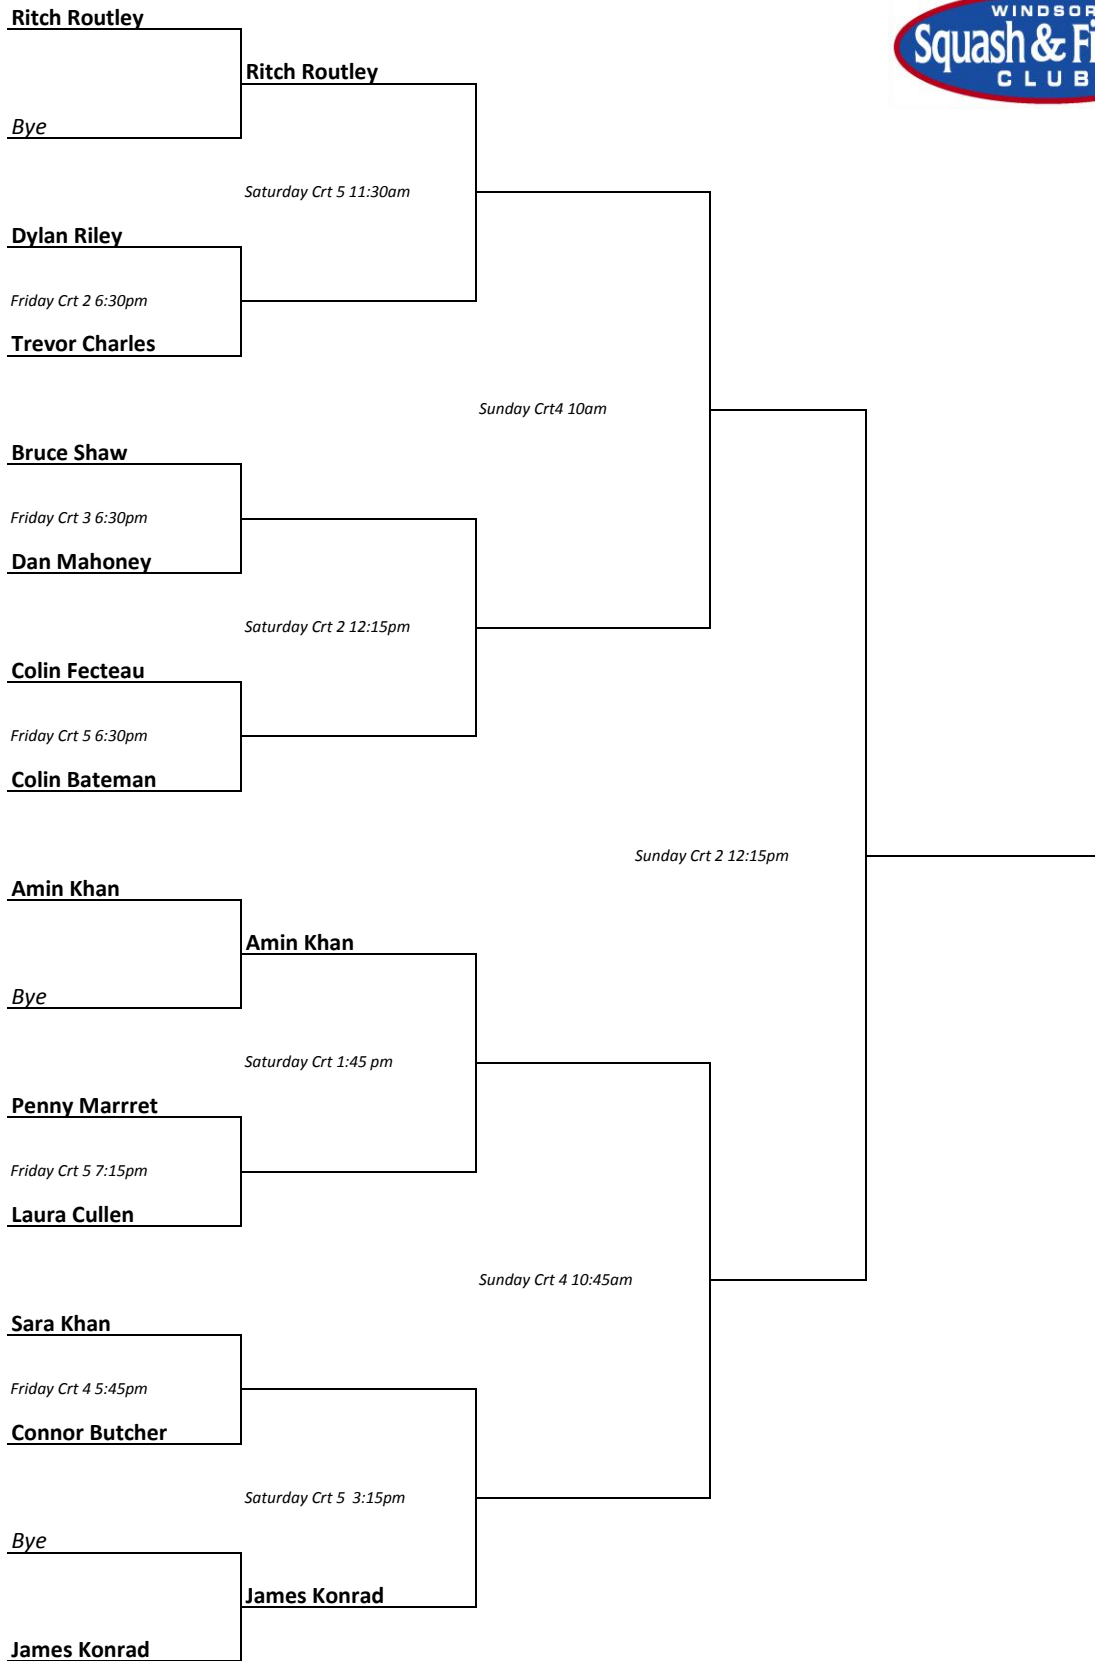 Ritch Routley
WINDSOR
Squash & Fi
CLUB
Ritch Routley
Bye
Saturday Crt 5 11:30am
Dylan Riley
Friday Crt 2 6:30pm
Trevor Charles
Sunday Crt4 10am
Bruce Shaw
Friday Crt 3 6:30pm
Dan Mahoney
Saturday Crt 2 12:15pm
Colin Fecteau
Friday Crt 5 6:30pm
Colin Bateman
Sunday Crt 2 12:15pm
Amin Khan
Amin Khan
Bye
Saturday Crt 1:45 pm
Penny Marrret
Friday Crt 5 7:15pm
Laura Cullen
Sunday Crt 4 10:45am
Sara Khan
Friday Crt 4 5:45pm
Connor Butcher
Saturday Crt 5  3:15pm
Bye
James Konrad
James Konrad